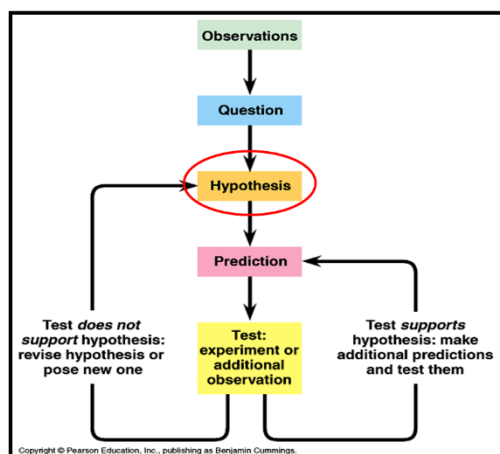 Observations
Question
Hypothesis
Prediction
Test does not
support hypothesis:
revise hypothesis or
pose new one
Test:
experiment or
additional
observation
Test supports
hypothesis: make
additional predictions
and test them
Copyright © Pearson Education, Inc., publishing as Benjamin Cummings.